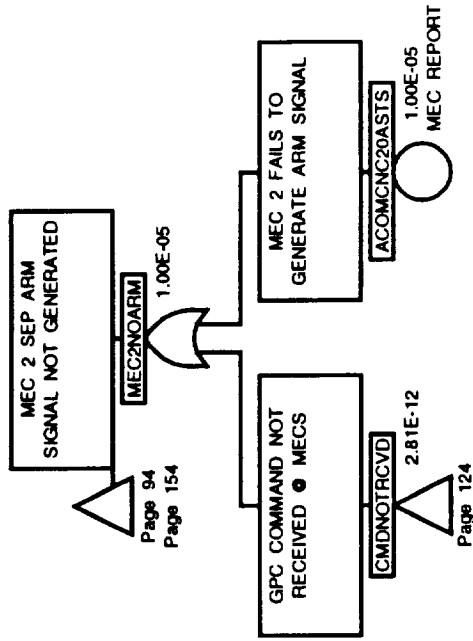 MEC 2 SEP ARM
SIGNAL NOT GENERATED
MEC2NOARM
1.00E-05
Page 94
Page 154
GPC COMMAND NOT
RECEIVED @ MECS
CMDNOTRCVD
2.81E-12
Page 124
MEC 2 FAILS TO
GENERATE ARM SIGNAL
ACOMCNC20ASTS
1.00E-05
MEC REPORT